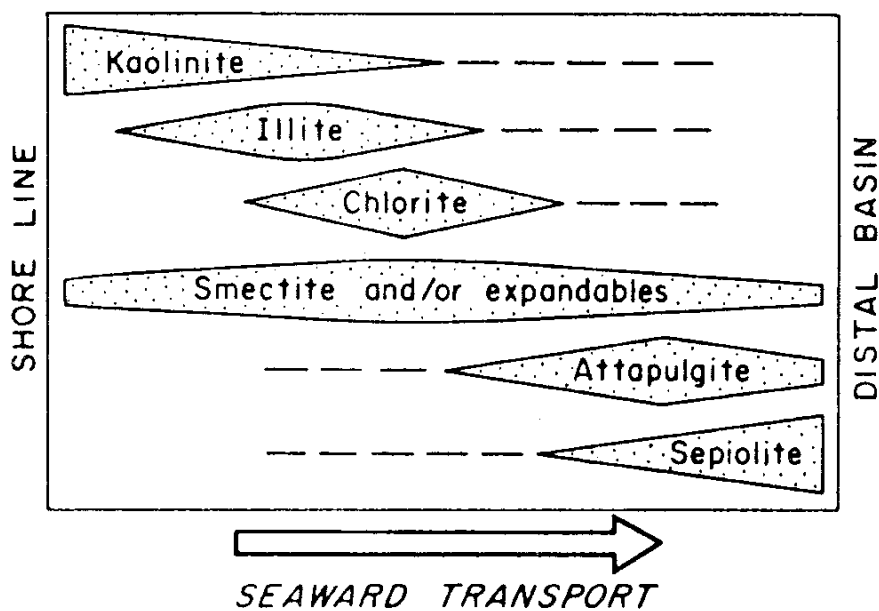 Kaolinite
Illite
Chlorite
Smectite and/or expandables
Attapulgite
Sepiolite
SHORE LINE
DISTAL BASIN
SEAWARD TRANSPORT